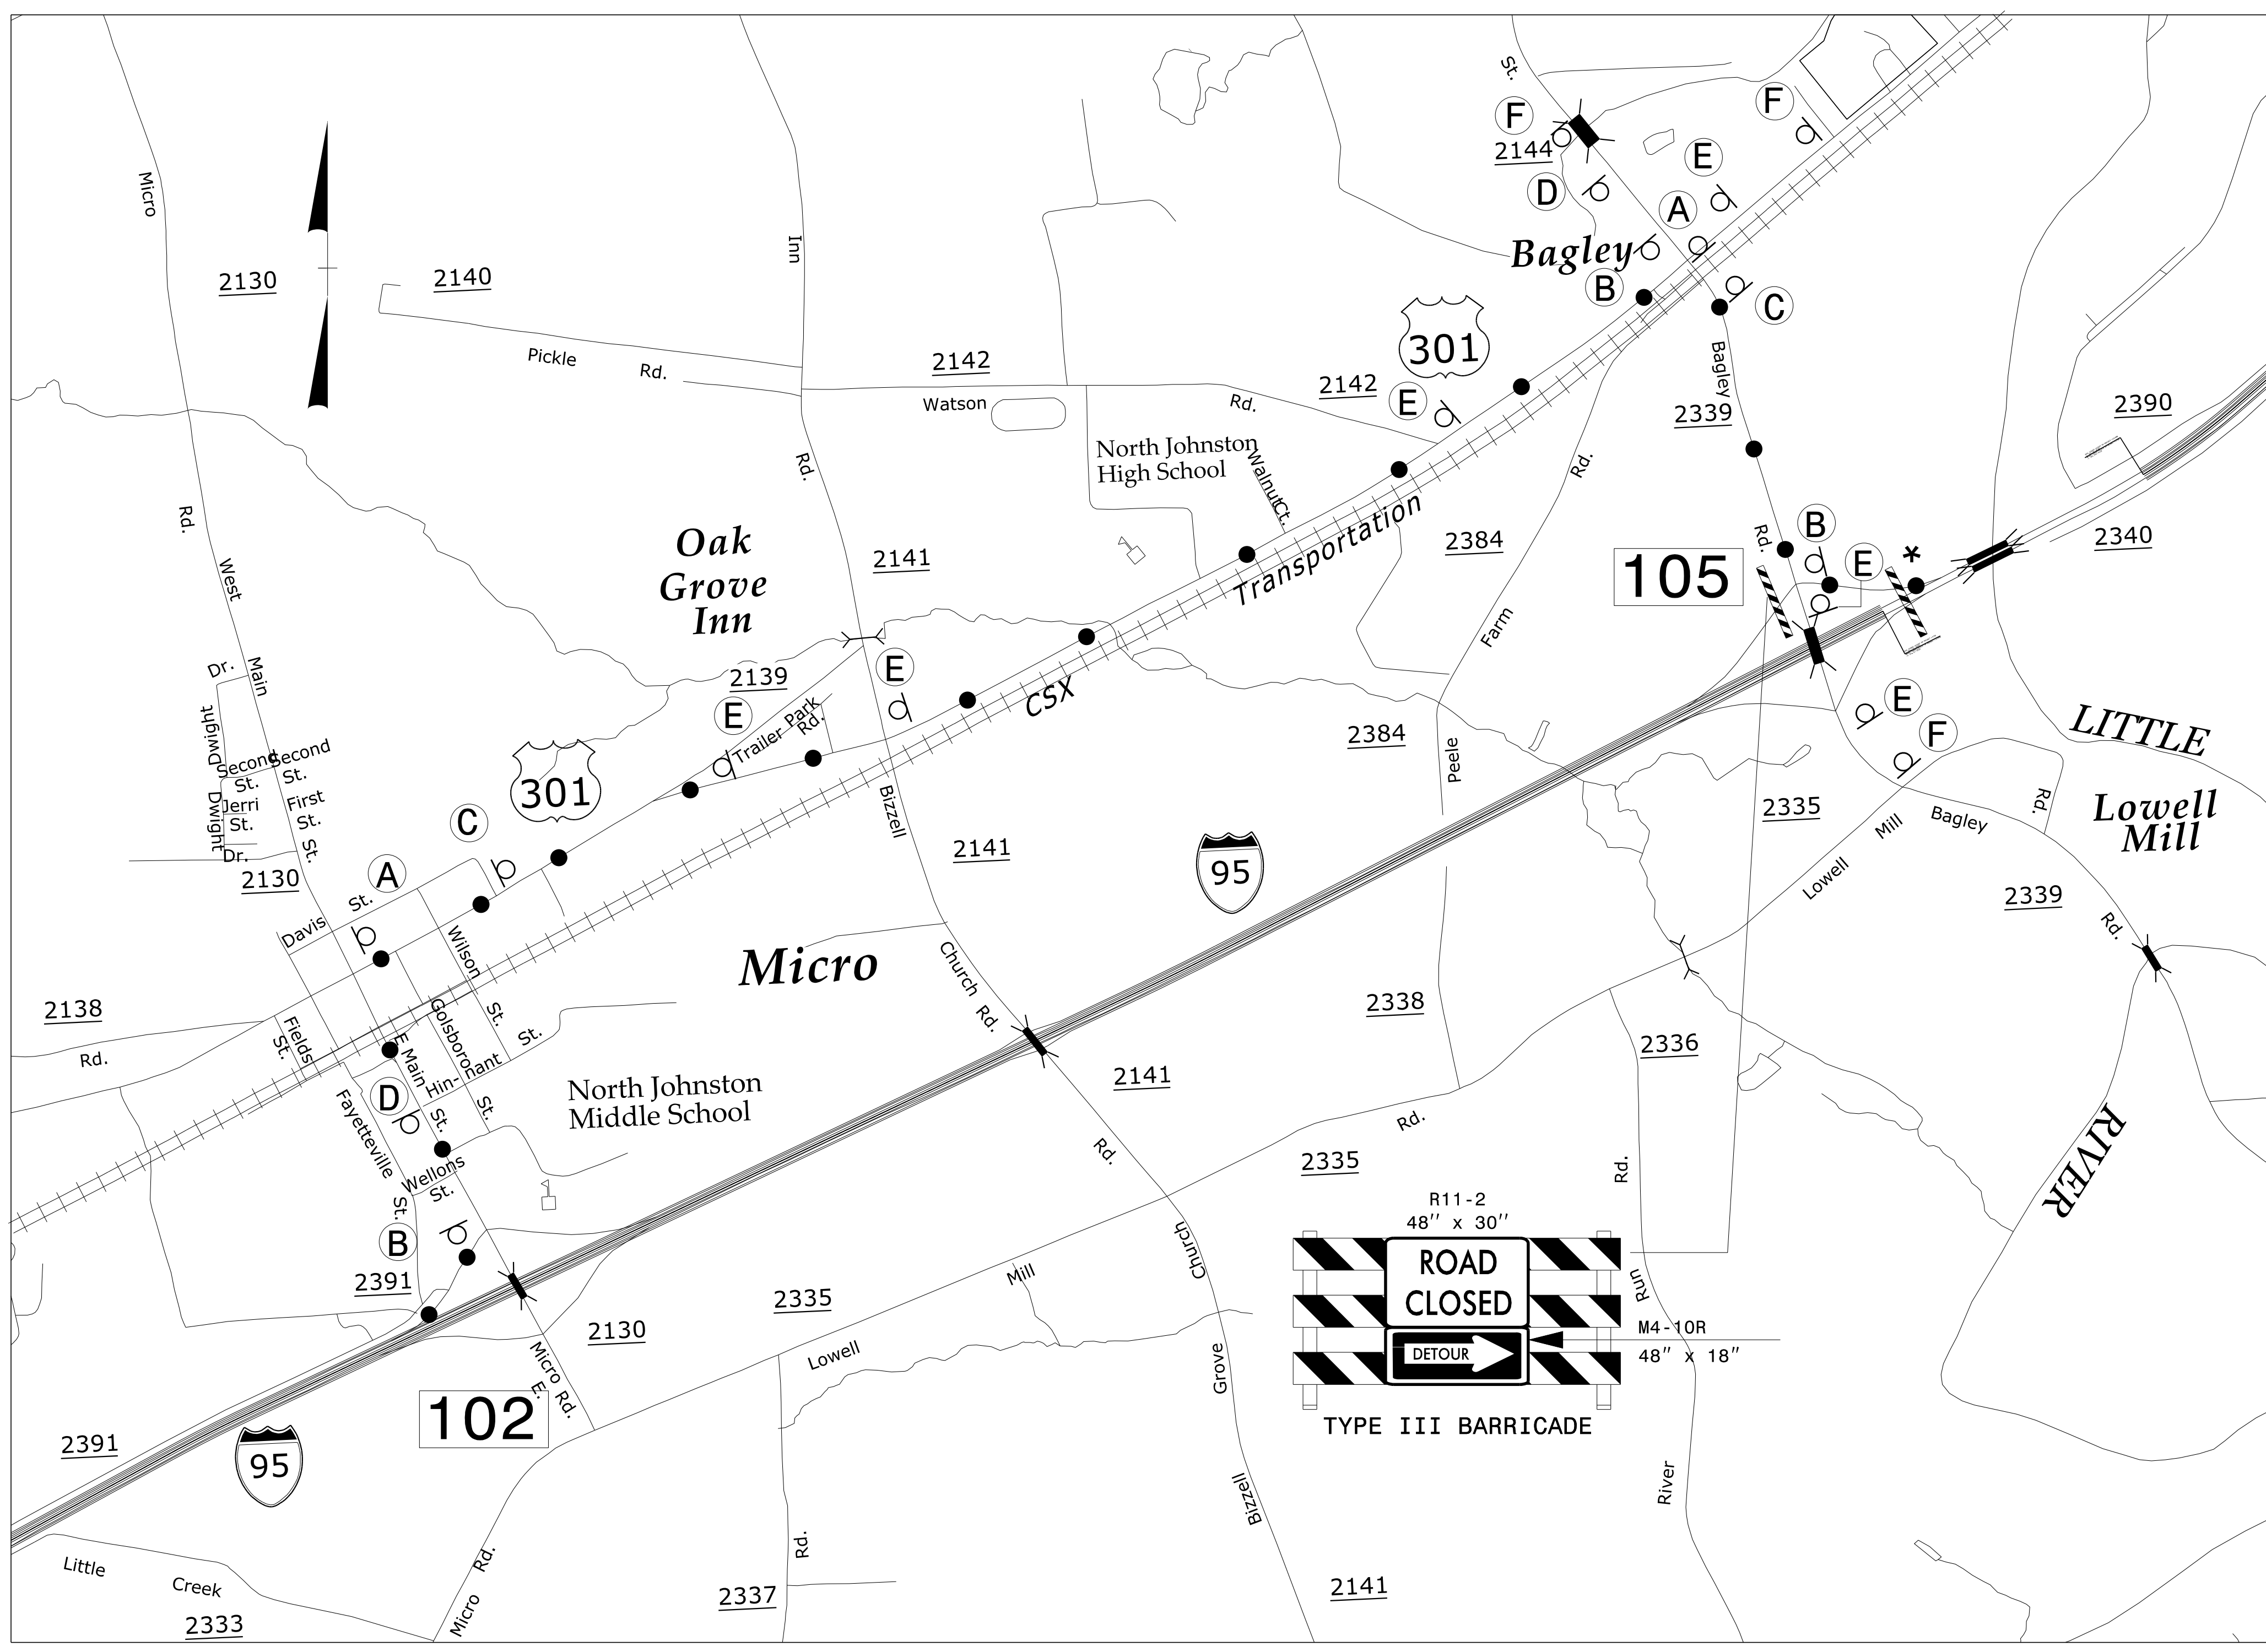 St.
F
F
2144
E
D
A
Micro
Bagley
Inn
2130
2140
B
C
301
Pickle Rd.
2142
2142
Bagley
Watson
Rd.
E
2339
2390
North Johnston
High School
Rd.
Rd.
Walnut Ct.
Rd.
Transportation
Oak
Grove
Inn
2141
2384
Rd.
B
E
*
105
2340
West
Farm
Dr.
Main
2139
E
CSX
E
Trailer Park
Rd.
E
F
LITTLE
Dwight
Second
St.
Second
St.
301
2384
Peele
Jerri
St.
First
St.
Dwight
Dr.
St.
C
Bizzell
2335
Rd.
Lowell
Mill
Mill
Bagley
2141
95
Lowell
2130
A
Davis
St.
Wilson
2339
Rd.
Micro
Church
Rd.
2138
Rd.
Golsboron
St.
St.
2338
2336
Fields
St.
E Main
St.
Hin-nant
St.
D
North Johnston
Middle School
2141
Fayetteville
St.
Rd.
Rd.
RIVER
Wellons
St.
2335
Rd.
B
Church
R11-2
48" x 30"
2391
Mill
ROAD
CLOSED
Run
2335
2130
M4-10R
Lowell
Grove
DETOUR
48" x 18"
Micro Rd.
E.
102
TYPE III BARRICADE
2391
95
Bizzell
River
Rd.
Little
Creek
Rd.
2333
Micro
2337
2141